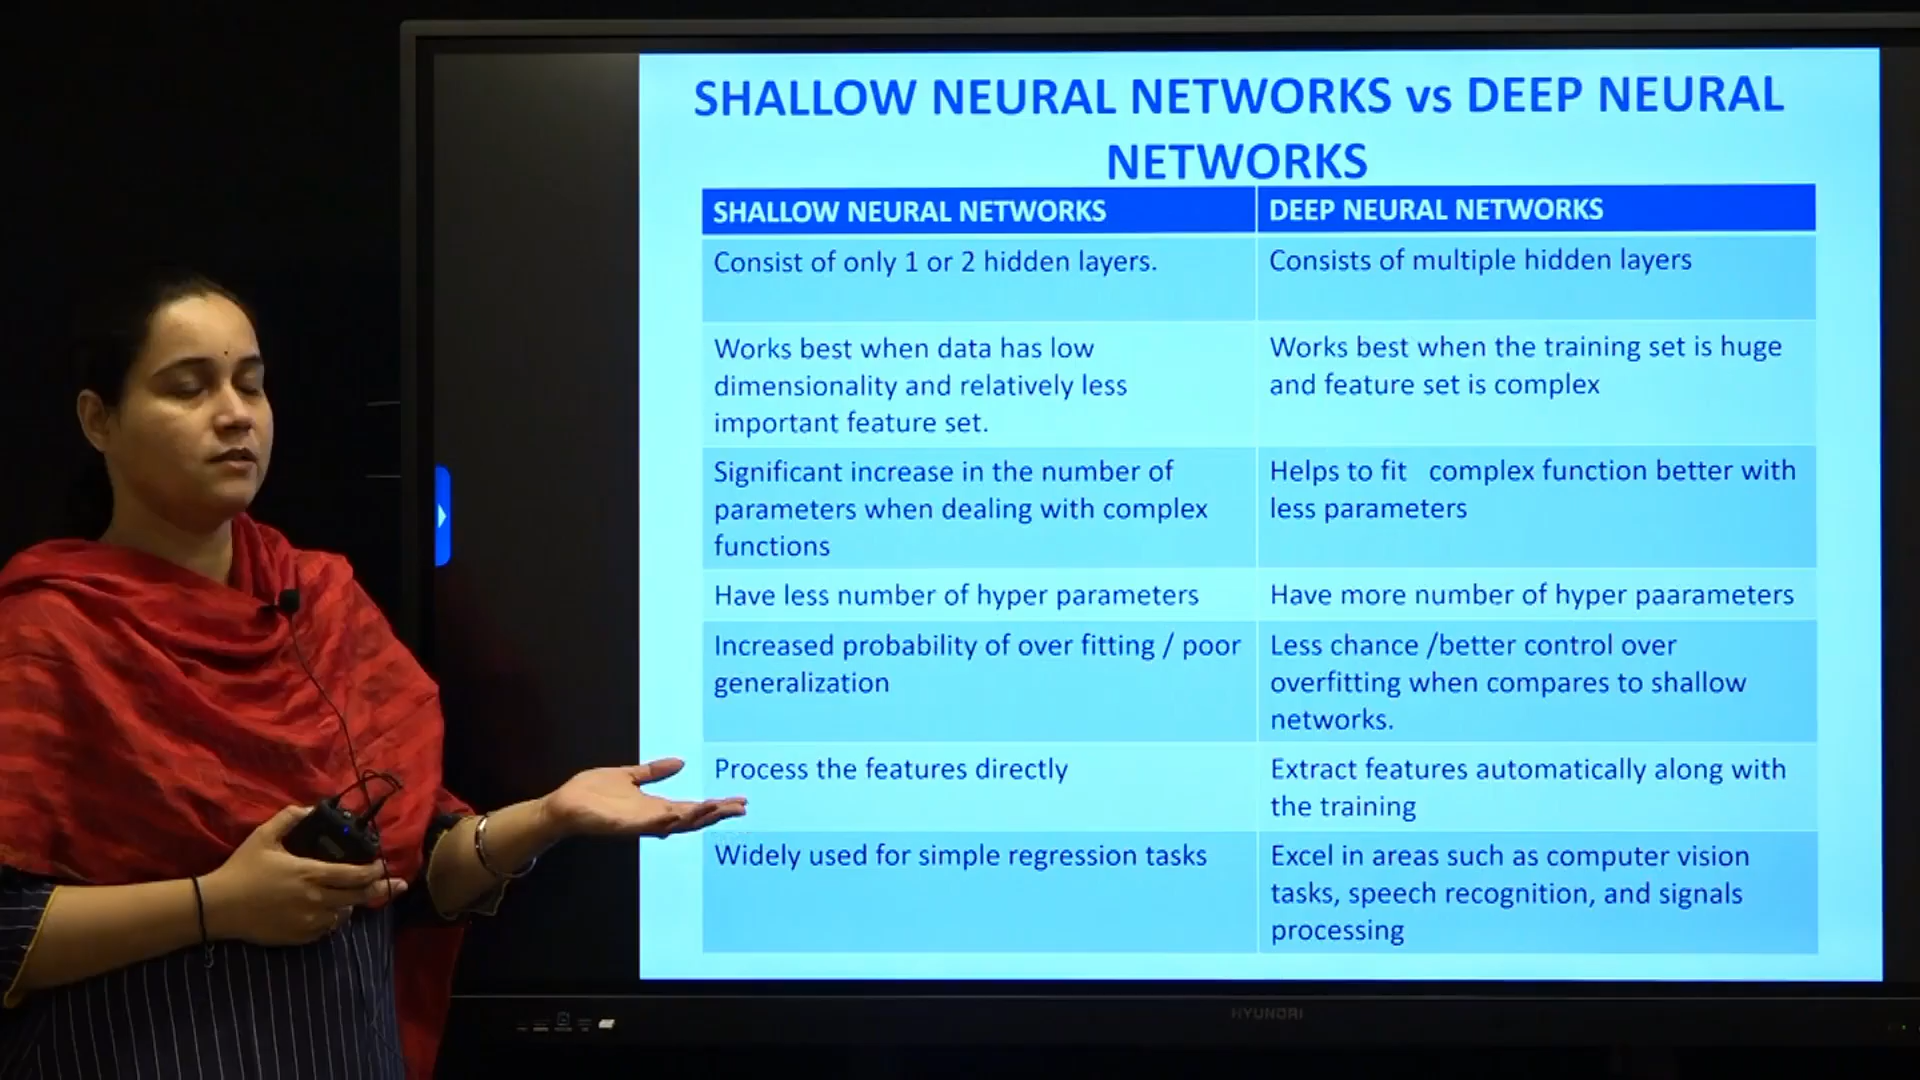 SHALLOW NEURAL NETWORKS vs DEEP NEURAL
NETWORKS
SHALLOW NEURAL NETWORKS
DEEP NEURAL NETWORKS
Consist of only 1 or 2 hidden layers.
Consists of multiple hidden layers
Works best when data has low
dimensionality and relatively less
important feature set.
Works best when the training set is huge
and feature set is complex
Significant increase in the number of
parameters when dealing with complex
functions
Helps to fit complex function better with
less parameters
Have less number of hyper parameters
Have more number of hyper paarameters
Increased probability of over fitting / poor
generalization
Less chance /better control over
overfitting when compares to shallow
networks.
Process the features directly
Extract features automatically along with
the training
Widely used for simple regression tasks
Excel in areas such as computer vision
tasks, speech recognition, and signals
processing
HYUNDAI